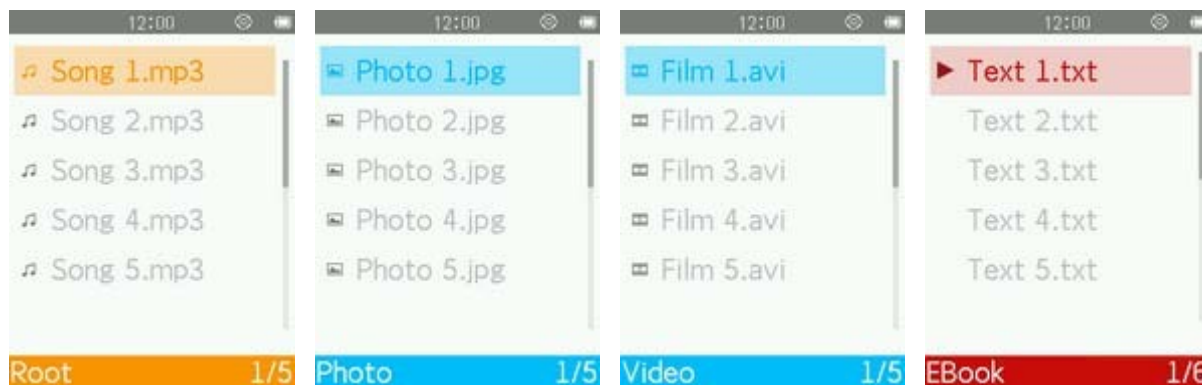 12:00
Song 1.mp3
Song 2.mp3
Song 3.mp3
Song 4.mp3
Song 5.mp3
Root 1/5
12:00
Photo 1.jpg
Photo 2.jpg
Photo 3.jpg
Photo 4.jpg
Photo 5.jpg
Photo 1/5
12:00
Film 1.avi
Film 2.avi
Film 3.avi
Film 4.avi
Film 5.avi
Video 1/5
12:00
Text 1.txt
Text 2.txt
Text 3.txt
Text 4.txt
Text 5.txt
EBook 1/6